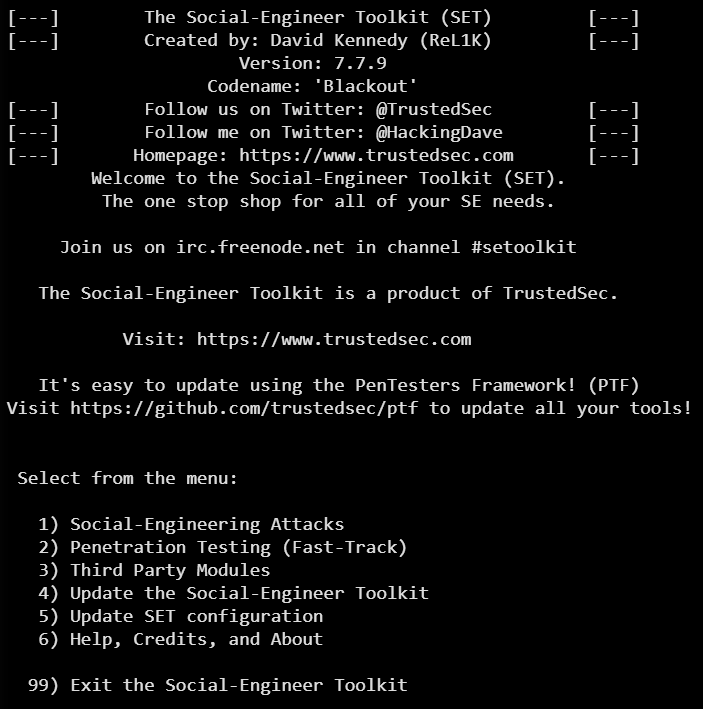 [---] The Social-Engineer Toolkit (SET) [---]
[---] Created by: David Kennedy (ReL1K) [---]
Version: 7.7.9
Codename: 'Blackout'
[---] Follow us on Twitter: @TrustedSec [---]
[---] Follow me on Twitter: @HackingDave [---]
[---] Homepage: https://www.trustedsec.com [---]
Welcome to the Social-Engineer Toolkit (SET).
The one stop shop for all of your SE needs.
Join us on irc.freenode.net in channel #setoolkit
The Social-Engineer Toolkit is a product of TrustedSec.
Visit: https://www.trustedsec.com
It's easy to update using the PenTesters Framework! (PTF)
Visit https://github.com/trustedsec/ptf to update all your tools!
Select from the menu:
1) Social-Engineering Attacks
2) Penetration Testing (Fast-Track)
3) Third Party Modules
4) Update the Social-Engineer Toolkit
5) Update SET configuration
6) Help, Credits, and About
99) Exit the Social-Engineer Toolkit